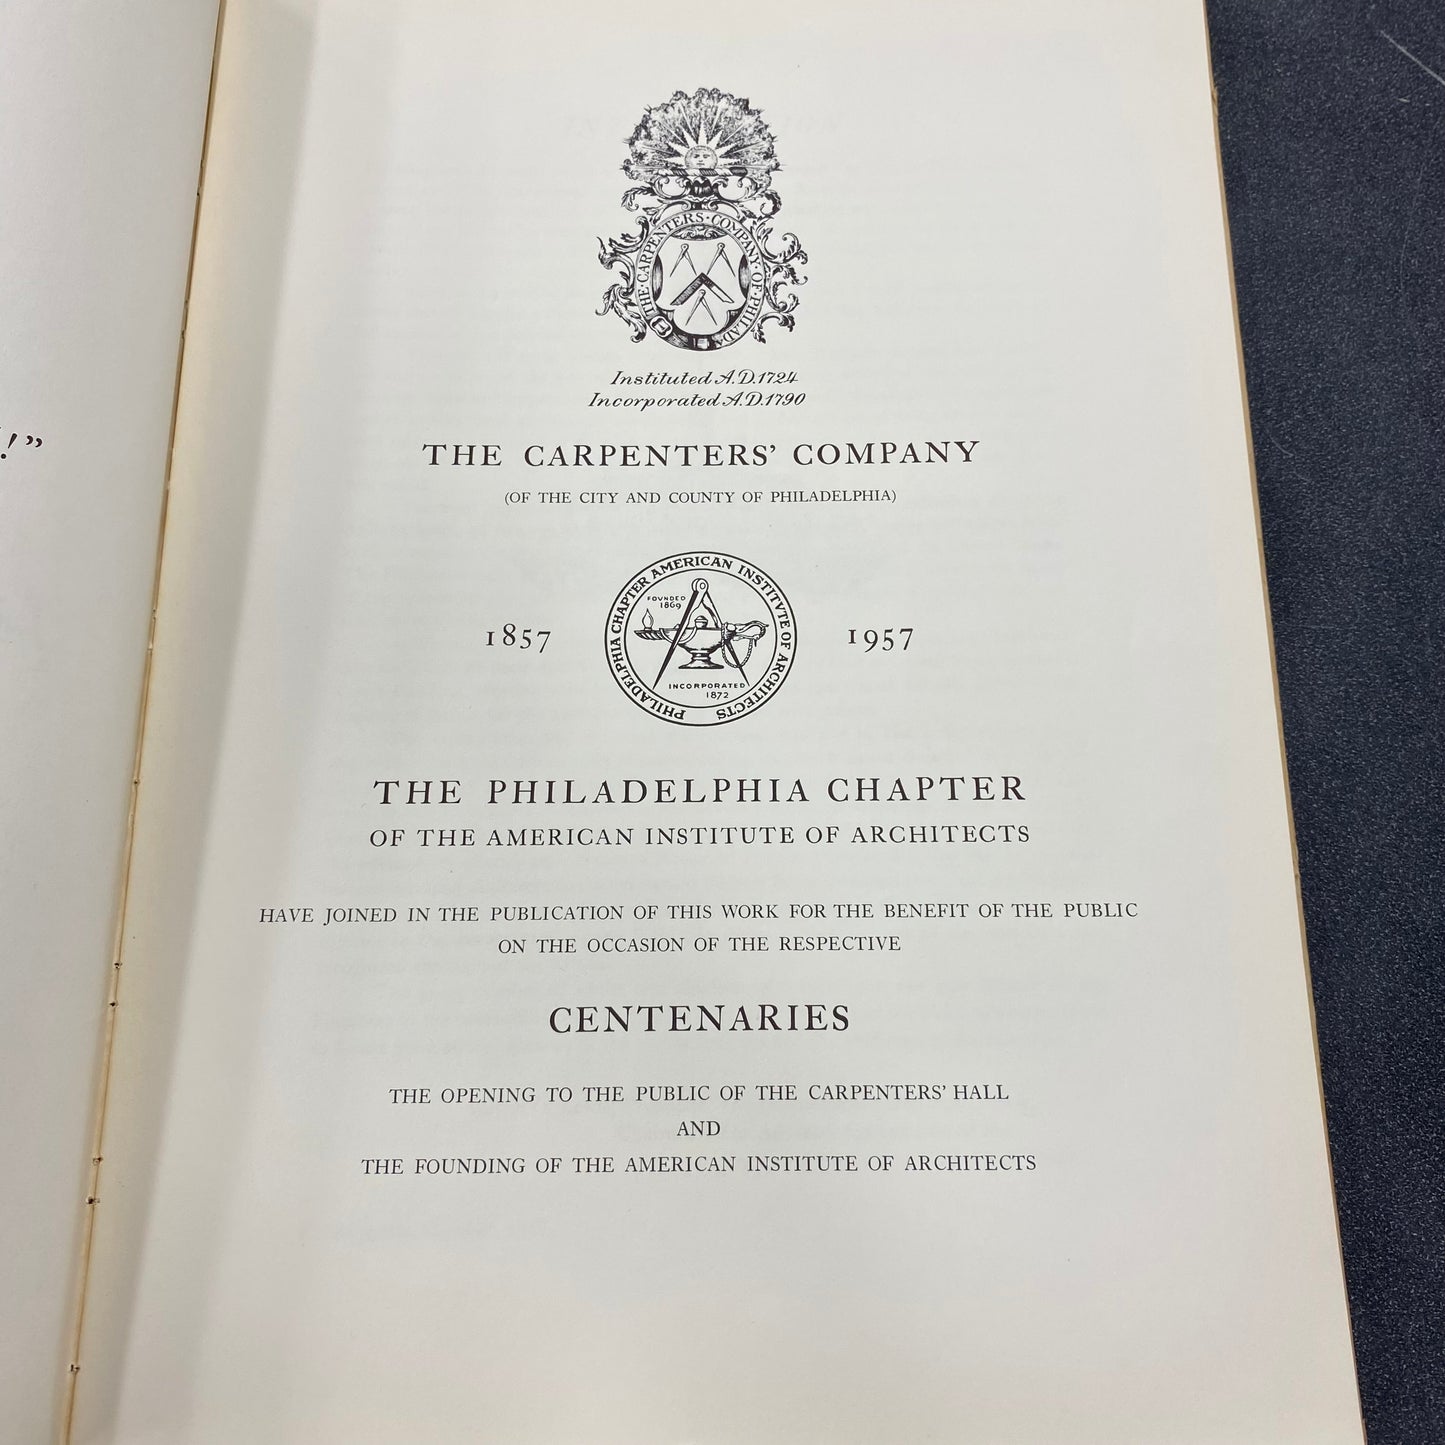 !”
THE · CARPENTERS · COMPANY · OF · PHILADA
Instituted A.D. 1724
Incorporated A.D. 1790
THE CARPENTERS’ COMPANY
(OF THE CITY AND COUNTY OF PHILADELPHIA)
1857
PHILADELPHIA CHAPTER AMERICAN INSTITVTE OF ARCHITECTS
FOVNDED
1869
INCORPORATED
1872
1957
THE PHILADELPHIA CHAPTER
OF THE AMERICAN INSTITUTE OF ARCHITECTS
HAVE JOINED IN THE PUBLICATION OF THIS WORK FOR THE BENEFIT OF THE PUBLIC
ON THE OCCASION OF THE RESPECTIVE
CENTENARIES
THE OPENING TO THE PUBLIC OF THE CARPENTERS’ HALL
AND
THE FOUNDING OF THE AMERICAN INSTITUTE OF ARCHITECTS